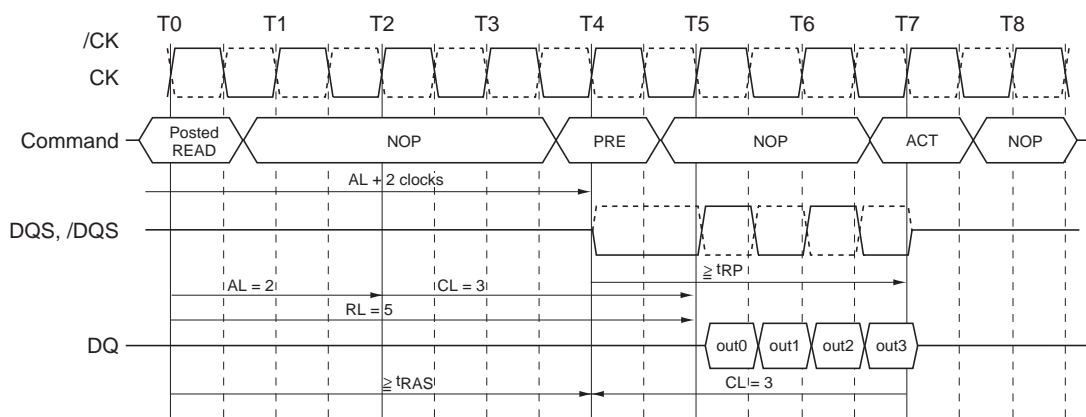 T0 T1 T2 T3 T4 T5 T6 T7 T8
/CK
CK
Command
Posted READ
NOP
PRE
NOP
ACT
NOP
AL + 2 clocks
DQS, /DQS
≧ tRP
AL = 2
CL = 3
RL = 5
DQ
out0 out1 out2 out3
≧ tRAS
CL = 3